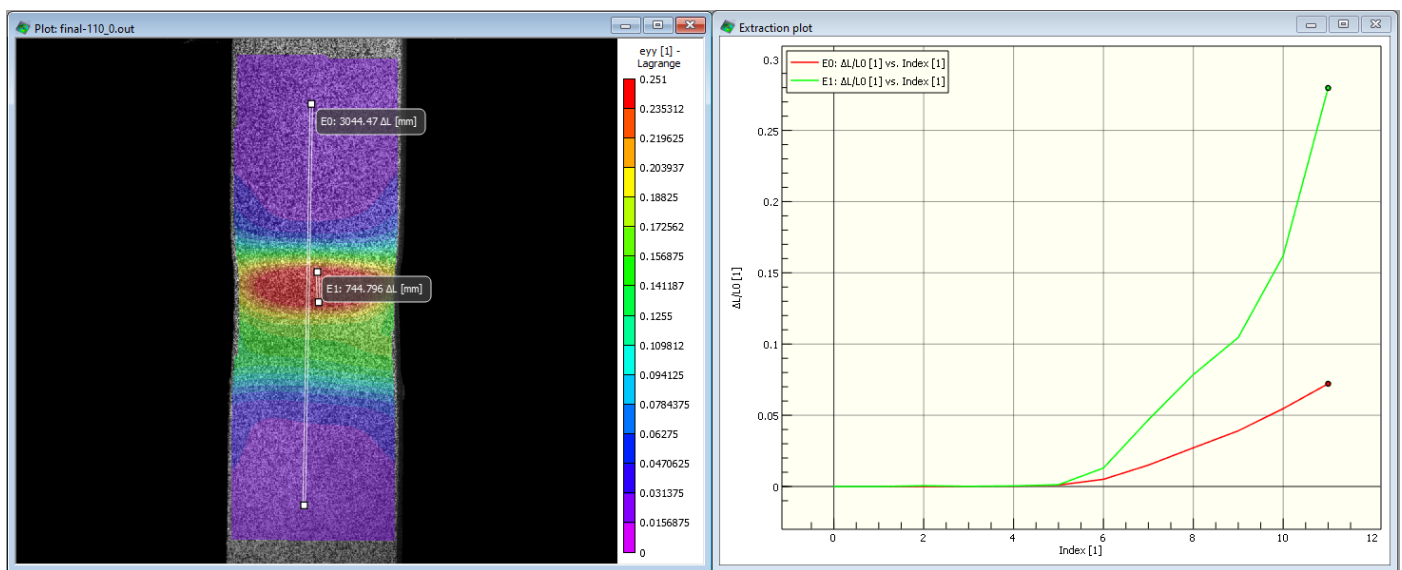 Plot: final-110_0.out
eyy [1] -
Lagrange
0.251
0.235312
0.219625
0.203937
0.18825
0.172562
0.156875
0.141187
0.1255
0.109812
0.094125
0.0784375
0.06275
0.0470625
0.031375
0.0156875
0
E0: 3044.47 ΔL [mm]
E1: 744.796 ΔL [mm]
Extraction plot
E0: ΔL/L0 [1] vs. Index [1]
E1: ΔL/L0 [1] vs. Index [1]
0.3
0.25
0.2
0.15
0.1
0.05
0
ΔL/L0 [1]
0 2 4 6 8 10 12
Index [1]